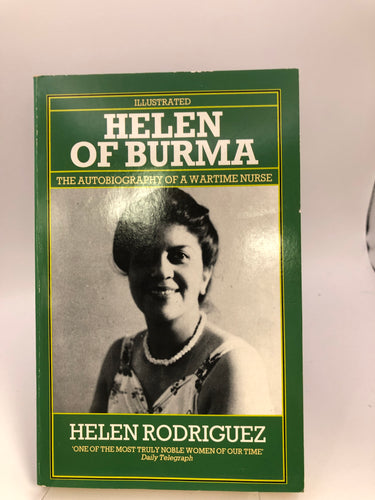 ILLUSTRATED
HELEN
OF BURMA
THE AUTOBIOGRAPHY OF A WARTIME NURSE
HELEN RODRIGUEZ
'ONE OF THE MOST TRULY NOBLE WOMEN OF OUR TIME'
Daily Telegraph